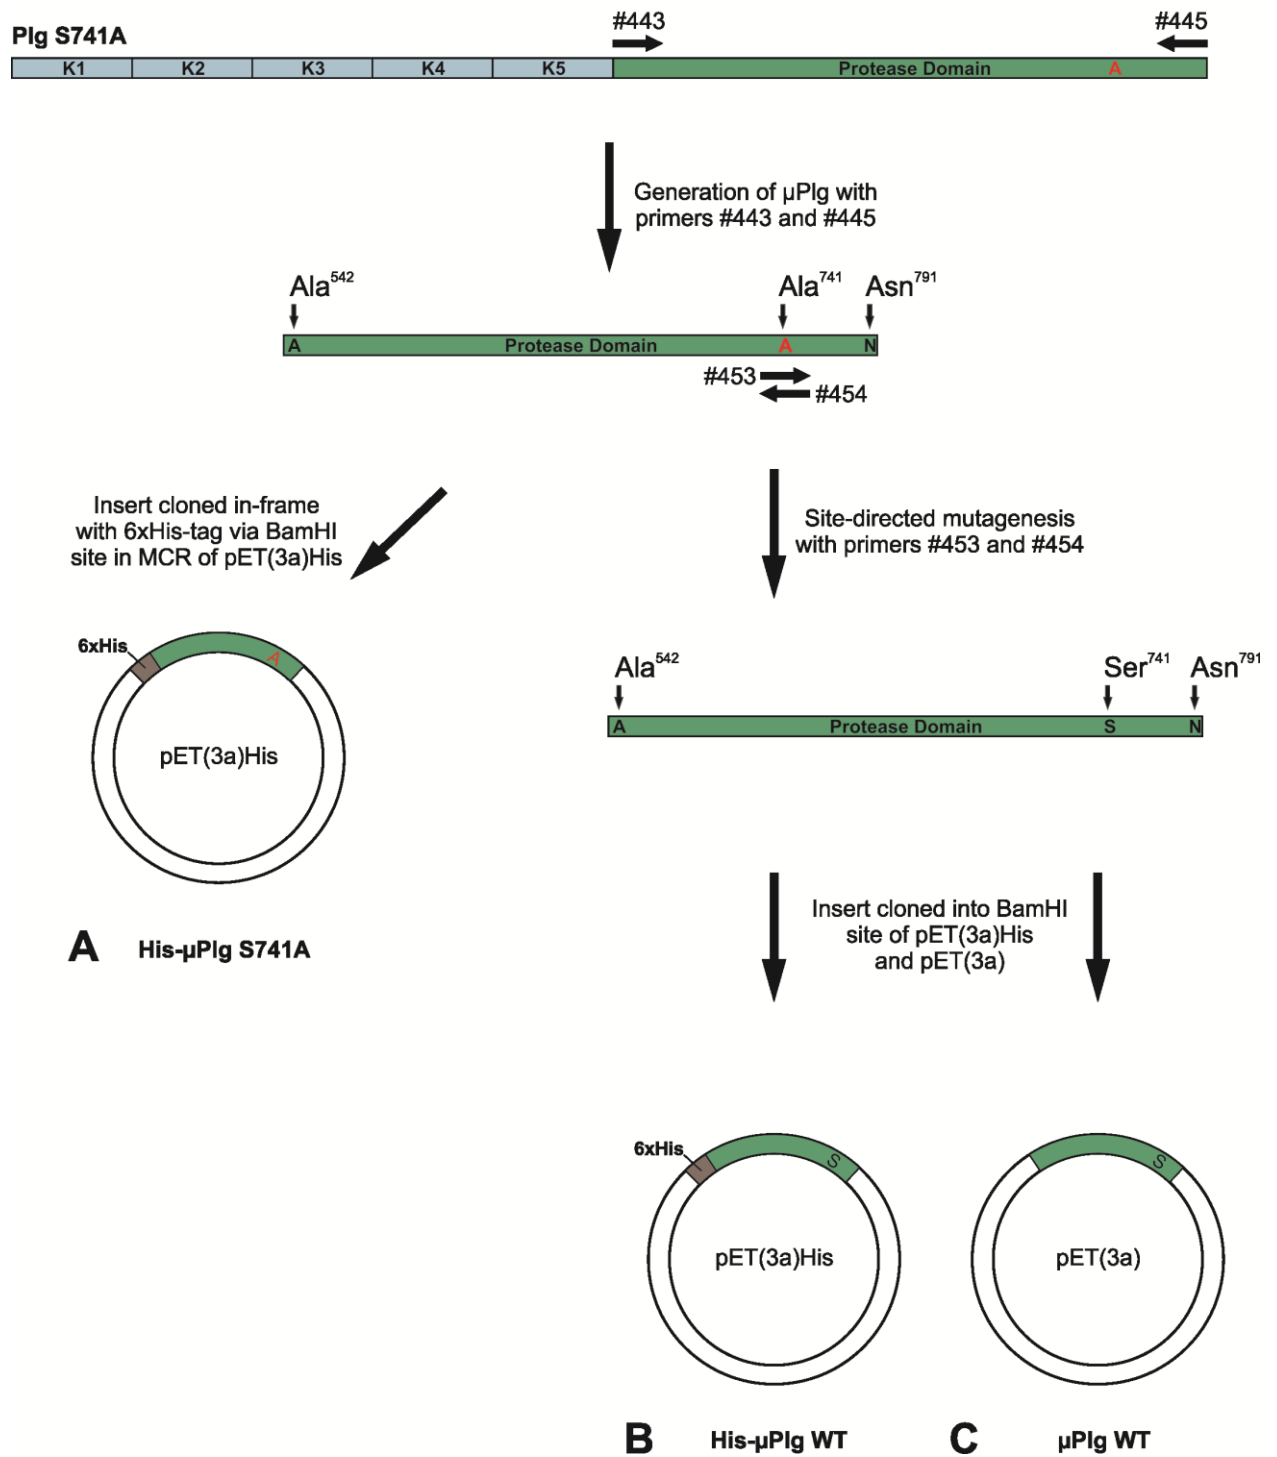 #443
#445
Plg S741A
K1 K2 K3 K4 K5 Protease Domain A
Generation of µPlg with
primers #443 and #445
Ala542
Ala741
Asn791
A Protease Domain A N
#453
#454
Insert cloned in-frame
with 6xHis-tag via BamHI
site in MCR of pET(3a)His
Site-directed mutagenesis
with primers #453 and #454
6xHis
A
pET(3a)His
Ala542
Ser741
Asn791
A Protease Domain S N
A His-µPlg S741A
Insert cloned into BamHI
site of pET(3a)His
and pET(3a)
6xHis
S
pET(3a)His
S
pET(3a)
B His-µPlg WT
C µPlg WT